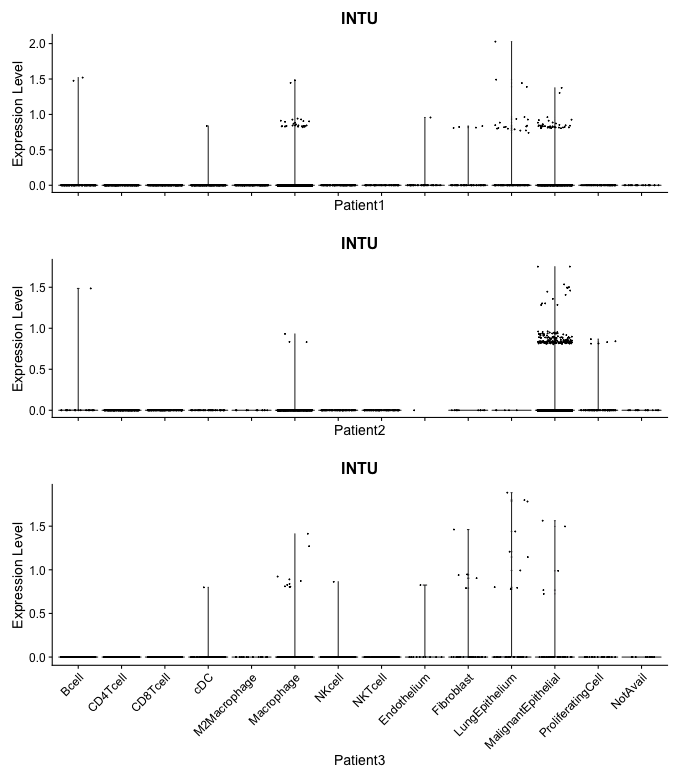 INTU
Expression Level
2.0
1.5
1.0
0.5
0.0
Patient1
INTU
Expression Level
1.5
1.0
0.5
0.0
Patient2
INTU
Expression Level
1.5
1.0
0.5
0.0
Bcell
CD4Tcell
CD8Tcell
cDC
M2Macrophage
Macrophage
NKcell
NKTcell
Endothelium
Fibroblast
LungEpithelium
MalignantEpithelial
ProliferatingCell
NotAvail
Patient3